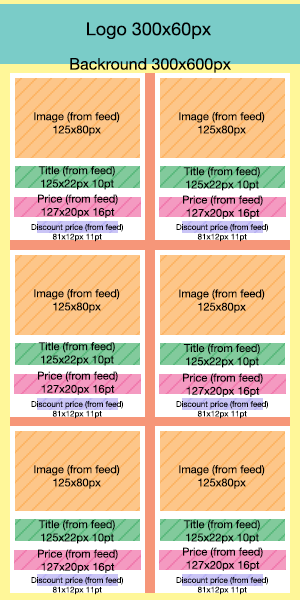 Logo 300x60px
Backround 300x600px
Image (from feed)
125x80px
Image (from feed)
125x80px
Title (from feed)
125x22px 10pt
Title (from feed)
125x22px 10pt
Price (from feed)
127x20px 16pt
Price (from feed)
127x20px 16pt
Discount price (from feed)
81x12px 11pt
Discount price (from feed)
81x12px 11pt
Image (from feed)
125x80px
Image (from feed)
125x80px
Title (from feed)
125x22px 10pt
Title (from feed)
125x22px 10pt
Price (from feed)
127x20px 16pt
Price (from feed)
127x20px 16pt
Discount price (from feed)
81x12px 11pt
Discount price (from feed)
81x12px 11pt
Image (from feed)
125x80px
Image (from feed)
125x80px
Title (from feed)
125x22px 10pt
Title (from feed)
125x22px 10pt
Price (from feed)
127x20px 16pt
Price (from feed)
127x20px 16pt
Discount price (from feed)
81x12px 11pt
Discount price (from feed)
81x12px 11pt